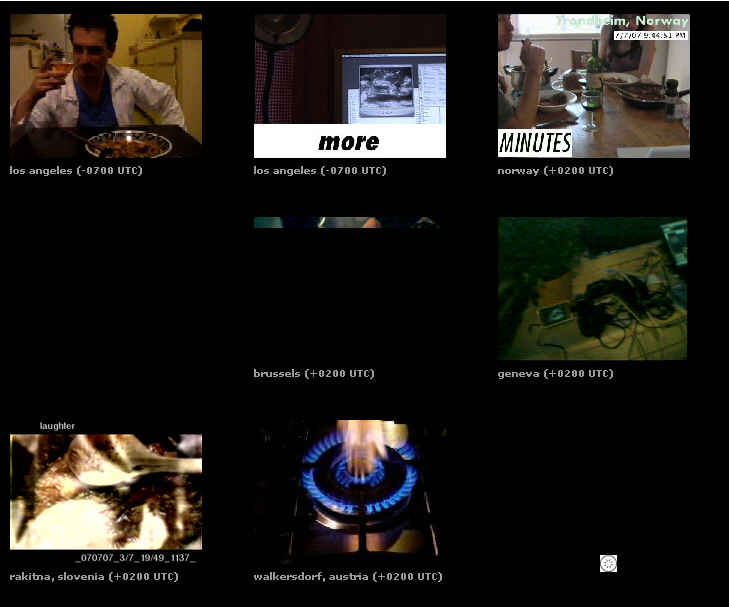 more
los angeles (-0700 UTC)
los angeles (-0700 UTC)
Trondheim, Norway
7/7/07 9:44:51 PM
MINUTES
norway (+0200 UTC)
brussels (+0200 UTC)
geneva (+0200 UTC)
laughler
_070707_3/7_19/49_1137_
rakitna, slovenia (+0200 UTC)
walkersdorf, austria (+0200 UTC)